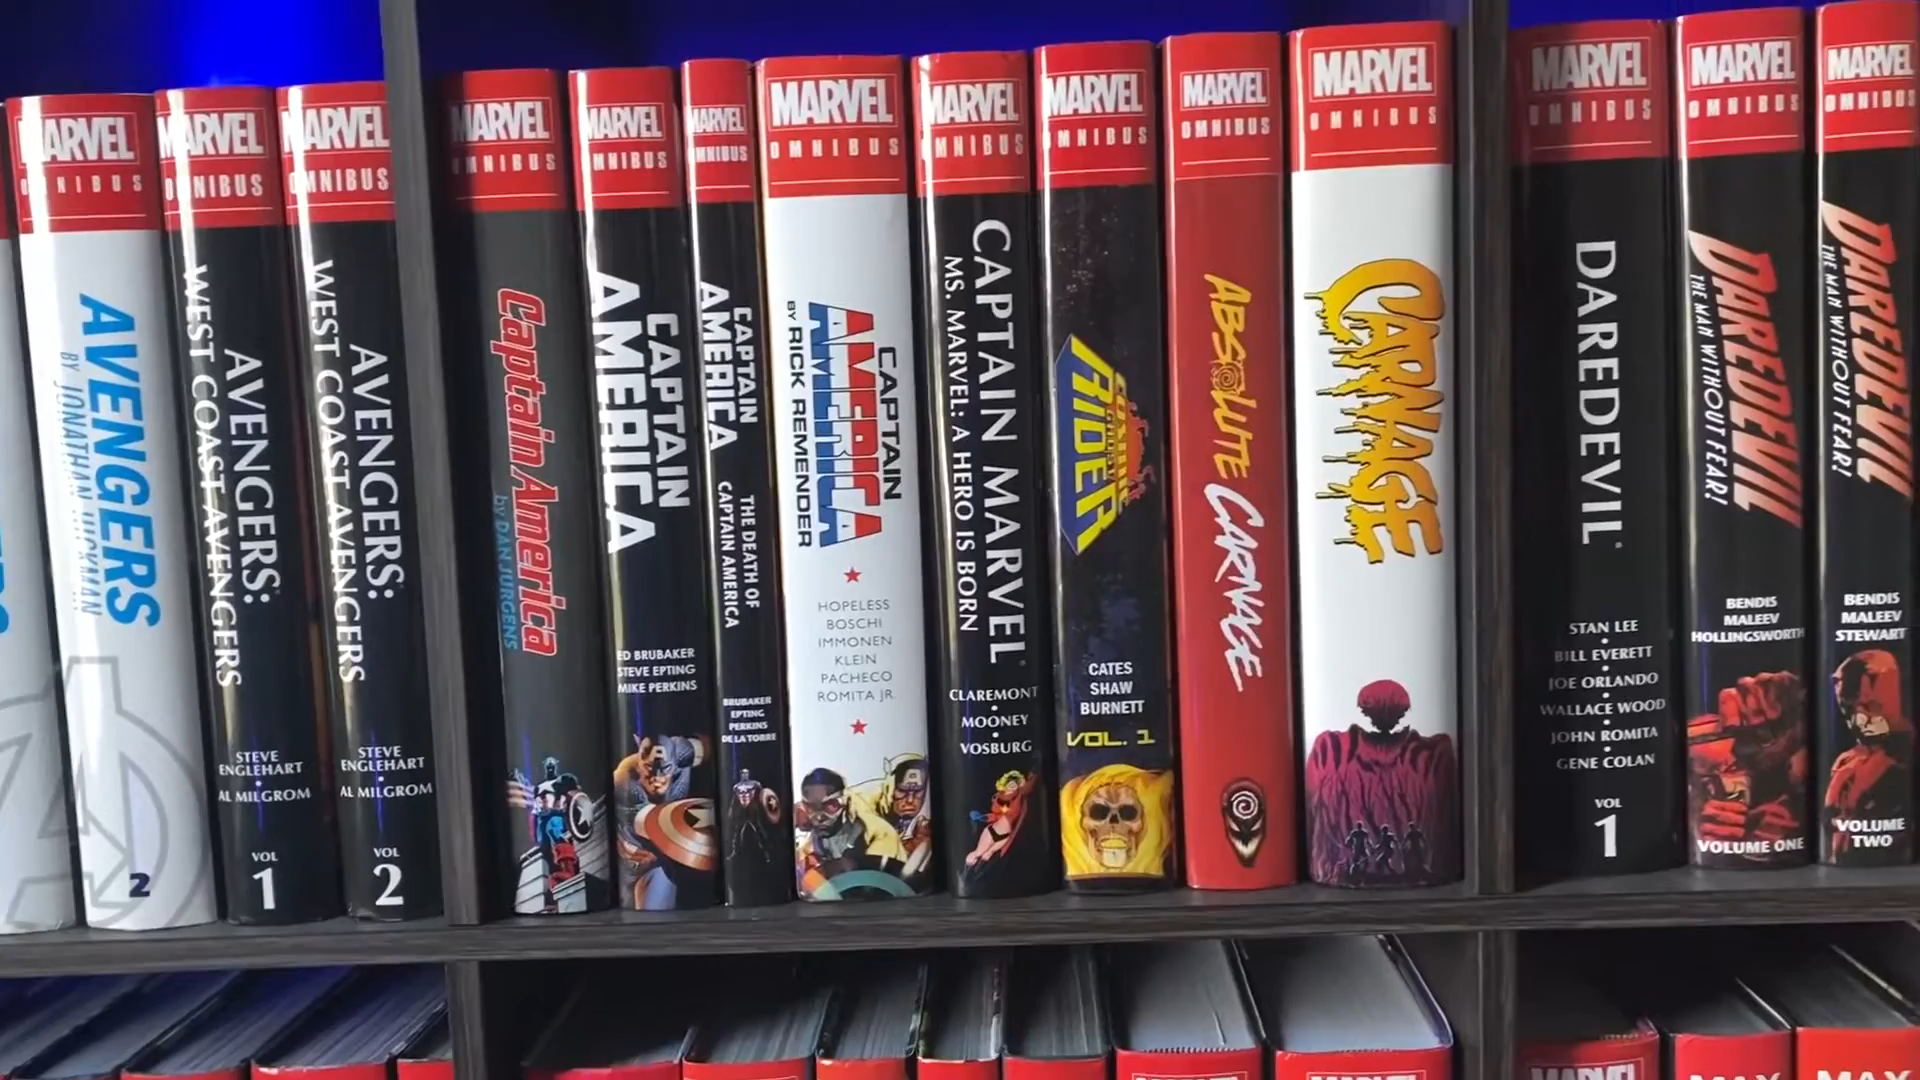 MARVEL
OMNIBUS
AVENGERS
BY JONATHAN HICKMAN
2
MARVEL
OMNIBUS
AVENGERS:
WEST COAST AVENGERS
STEVE
ENGLEHART
AL MILGROM
VOL
1
MARVEL
OMNIBUS
AVENGERS:
WEST COAST AVENGERS
STEVE
ENGLEHART
AL MILGROM
VOL
2
MARVEL
OMNIBUS
Captain America
by DAN JURGENS
MARVEL
OMNIBUS
CAPTAIN
AMERICA
ED BRUBAKER
STEVE EPTING
MIKE PERKINS
MARVEL
OMNIBUS
CAPTAIN
AMERICA
THE DEATH OF
CAPTAIN AMERICA
BRUBAKER
EPTING
PERKINS
DE LA TORRE
MARVEL
OMNIBUS
CAPTAIN
AMERICA
BY RICK REMENDER
HOPELESS
BOSCHI
IMMONEN
KLEIN
PACHECO
ROMITA JR.
MARVEL
OMNIBUS
CAPTAIN MARVEL
MS. MARVEL: A HERO IS BORN
CLAREMONT
MOONEY
VOSBURG
MARVEL
OMNIBUS
COSMIC
GHOST
RIDER
CATES
SHAW
BURNETT
VOL. 1
MARVEL
OMNIBUS
ABSOLUTE CARNAGE
MARVEL
OMNIBUS
CARNAGE
MARVEL
OMNIBUS
DAREDEVIL
STAN LEE
BILL EVERETT
JOE ORLANDO
WALLACE WOOD
JOHN ROMITA
GENE COLAN
VOL
1
MARVEL
OMNIBUS
DAREDEVIL
THE MAN WITHOUT FEAR!
BENDIS
MALEEV
HOLLINGSWORTH
VOLUME ONE
MARVEL
OMNIBUS
DAREDEVIL
THE MAN WITHOUT FEAR!
BENDIS
MALEEV
STEWART
VOLUME
TWO
MARVEL
MAX
MAX